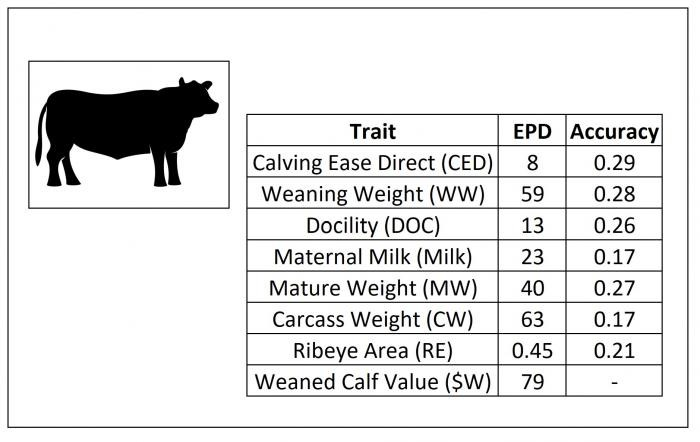 Trait EPD Accuracy
Calving Ease Direct (CED) 8 0.29
Weaning Weight (WW) 59 0.28
Docility (DOC) 13 0.26
Maternal Milk (Milk) 23 0.17
Mature Weight (MW) 40 0.27
Carcass Weight (CW) 63 0.17
Ribeye Area (RE) 0.45 0.21
Weaned Calf Value ($W) 79 -